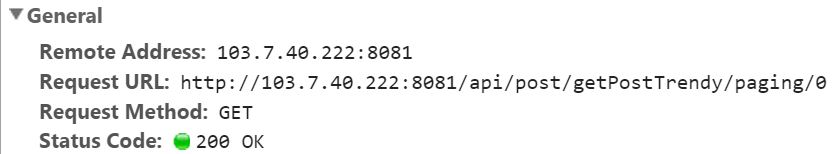 General
Remote Address: 103.7.40.222:8081
Request URL: http://103.7.40.222:8081/api/post/getPostTrendy/paging/0
Request Method: GET
Status Code: 200 OK